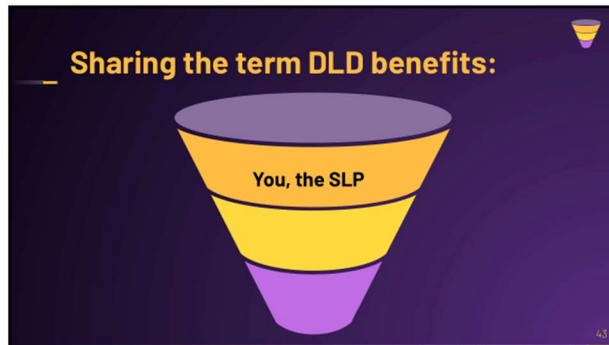 Sharing the term DLD benefits:
You, the SLP
43